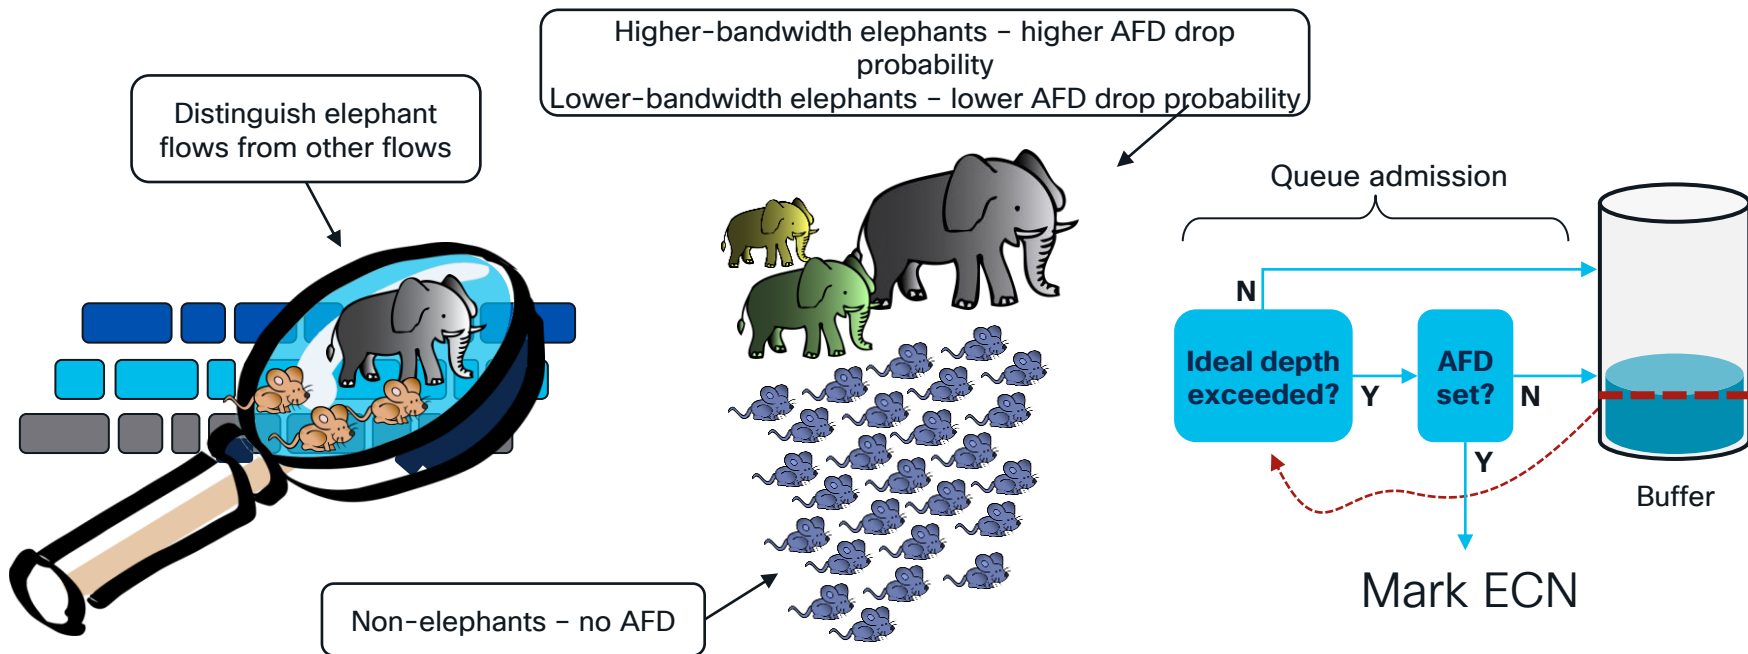 Higher-bandwidth elephants – higher AFD drop
probability
Lower-bandwidth elephants – lower AFD drop probability
Distinguish elephant
flows from other flows
Queue admission
N
Ideal depth
exceeded?
Y
AFD
set?
N
Y
Buffer
Mark ECN
Non-elephants – no AFD